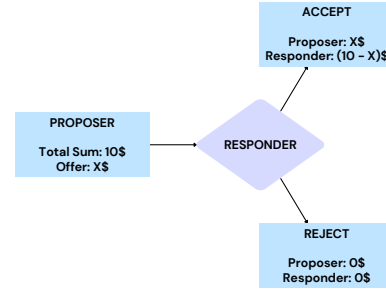 ACCEPT
Proposer: X$
Responder: (10 - X)$
PROPOSER
Total Sum: 10$
Offer: X$
RESPONDER
REJECT
Proposer: 0$
Responder: 0$